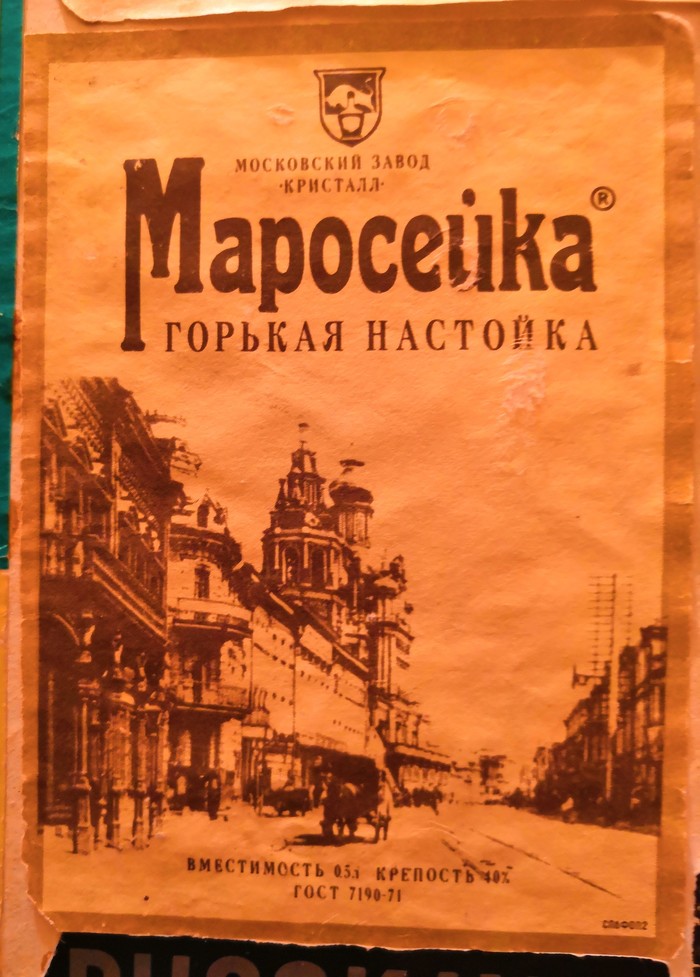 МОСКОВСКИЙ ЗАВОД
·КРИСТАЛЛ·
Маросейка®
ГОРЬКАЯ НАСТОЙКА
ВМЕСТИМОСТЬ 0,5л КРЕПОСТЬ 40%
ГОСТ 7190-71